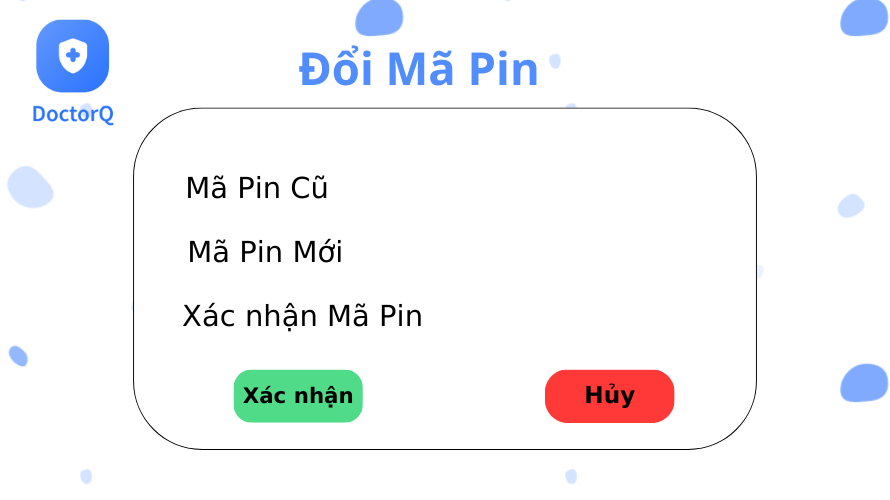 DoctorQ
Đổi Mã Pin
Mã Pin Cũ
Mã Pin Mới
Xác nhận Mã Pin
Xác nhận
Hủy